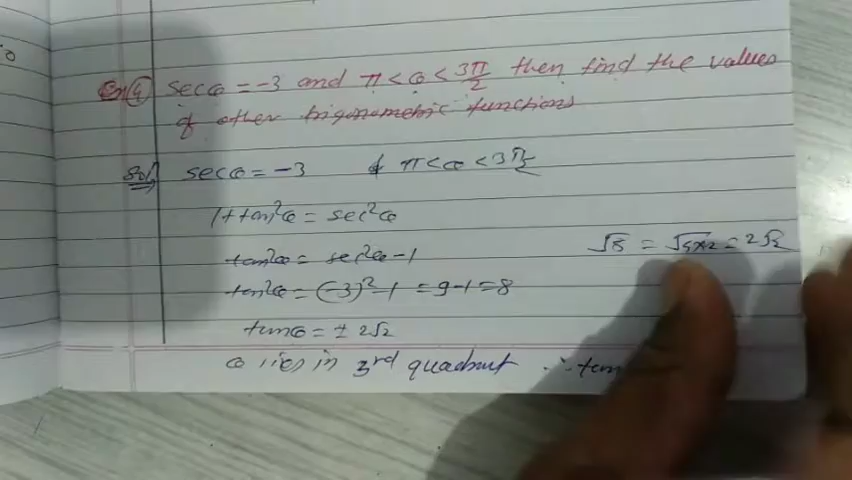 Ex ④ secθ = -3 and π < θ < 3π/2 then find the values
of other trigonometric functions
Sol secθ = -3 & π < θ < 3π/2
1 + tan²θ = sec²θ
tan²θ = sec²θ - 1
√8 = √4×2 = 2√2
tan²θ = (-3)² - 1 = 9 - 1 = 8
tanθ = ± 2√2
θ lies in 3rd quadrant ∴ tan